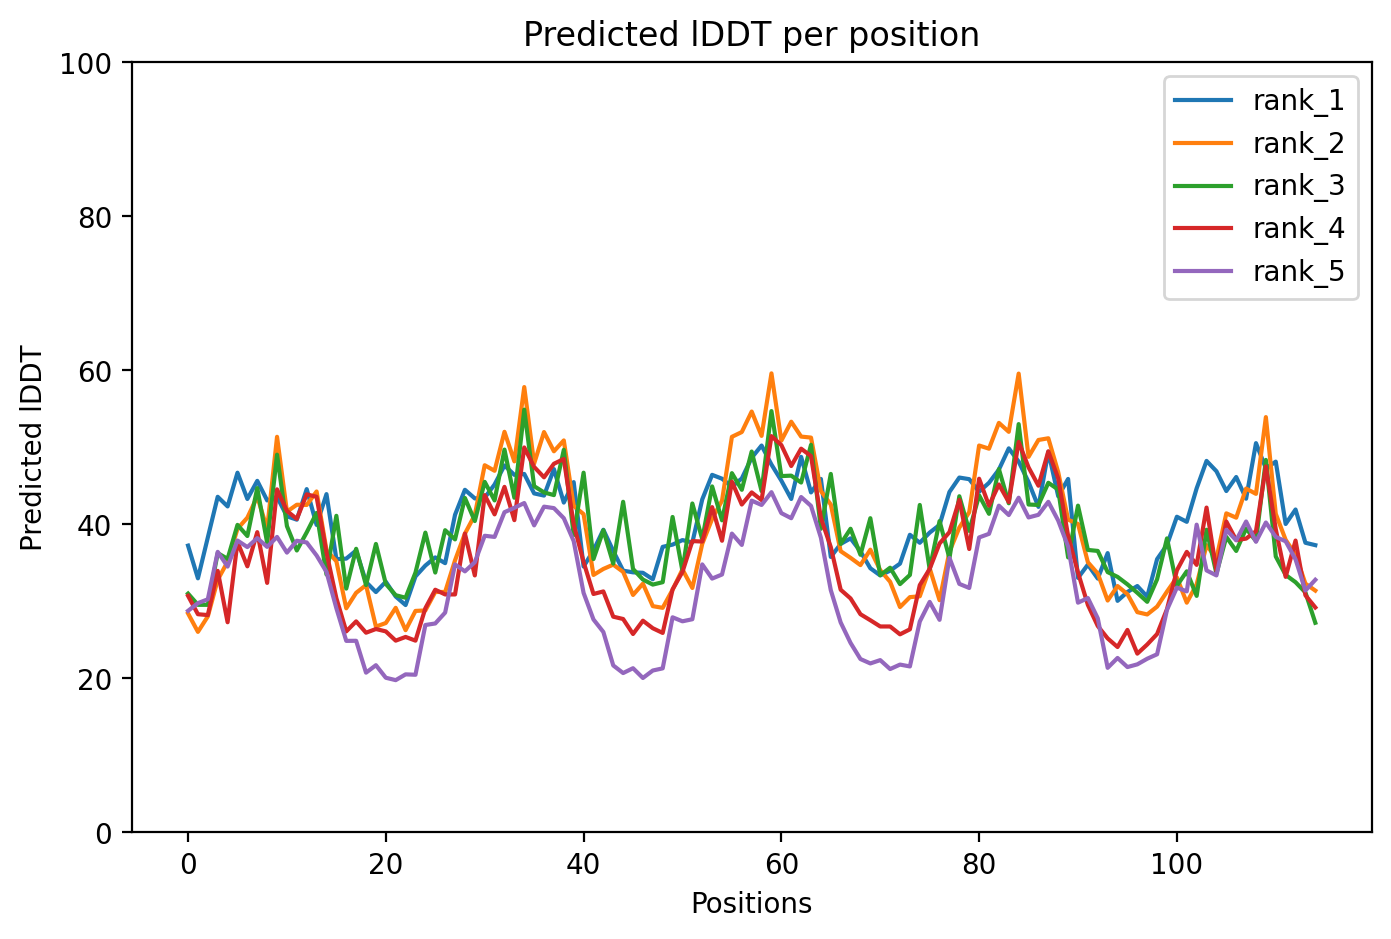 Predicted lDDT per position
100
80
60
40
20
0
Predicted lDDT
0 20 40 60 80 100
Positions
rank_1
rank_2
rank_3
rank_4
rank_5